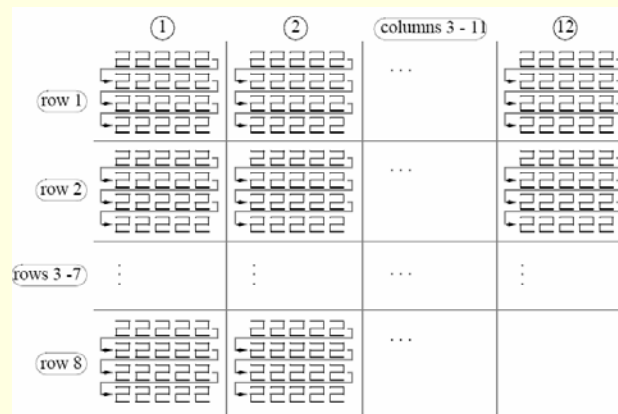 1 2 columns 3 - 11 12
row 1
...
row 2
...
rows 3 -7
...
row 8
...